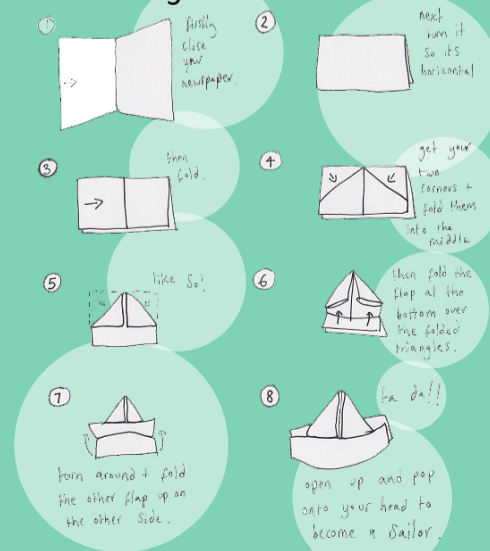 1
firstly
close
your
newspaper.
2
next
turn it
so its
horizontal
3
then
fold.
4
get your
two
corners +
fold them
into the
middle
5
like so:
6
then fold the
flap at the
bottom over
the folded
triangles.
7
turn around + fold
the other flap up on
the other side.
8
ta da!!
open up and pop
onto your head to
become a sailor.